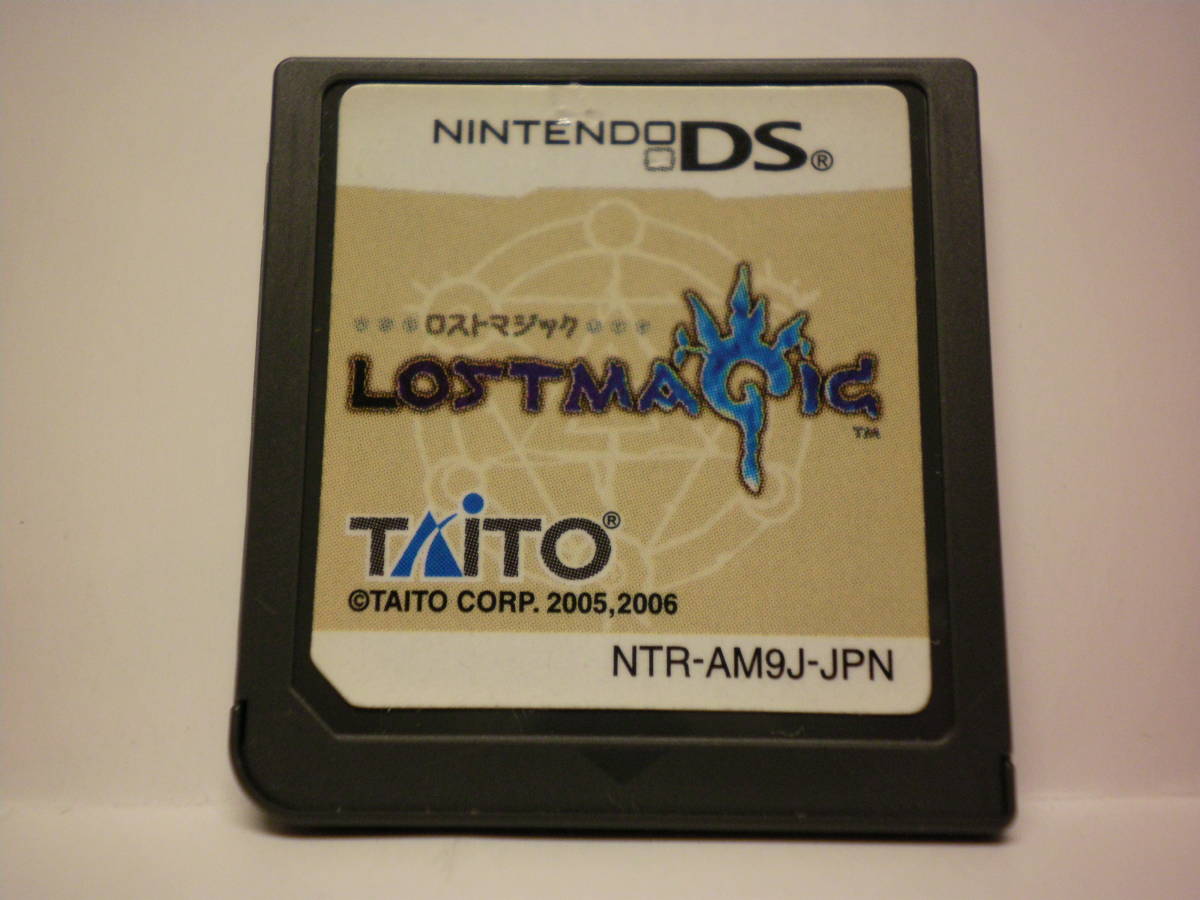 NINTENDO DS®
ロストマジック
LOSTMAGIC
TM
TAITO®
©TAITO CORP. 2005,2006
NTR-AM9J-JPN